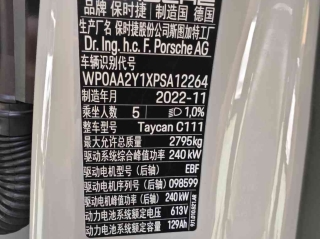 品牌 | 保时捷 | 制造国 德国
保时捷股份公司斯图加特工厂
Dr. Ing. h.c. F. Porsche AG
车辆识别代号
WP0AA2Y1XPSA12264
制造年月 2022-11
乘坐人数 5 1,0%
整车型号 Taycan C111
最大允许总质量 2795kg
驱动系统综合峰值功率 240 kW
驱动电机型号 (后轴) EBF
驱动电机序列号 (后轴) 098599
驱动电机峰值功率 (后轴) 240 kW
动力电池系统额定电压 613V
动力电池系统额定容量 129Ah